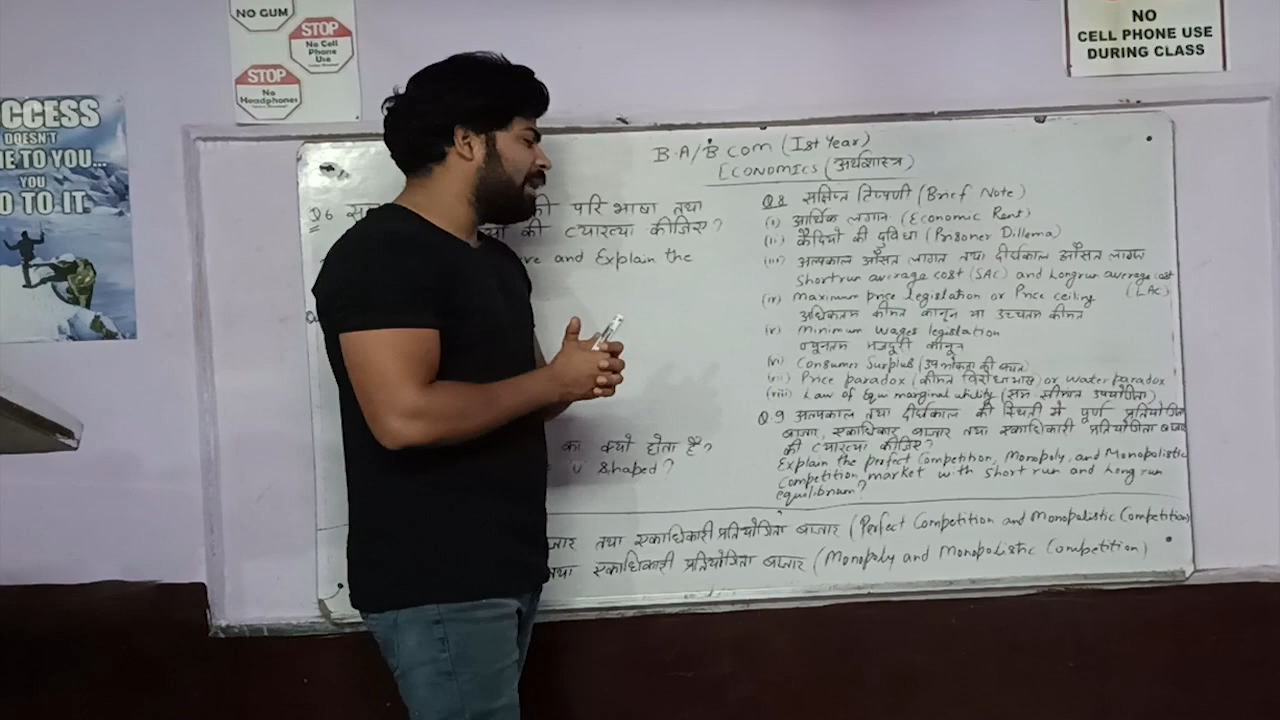 NO GUM
STOP
No Cell
Phone
Use
STOP
No
Headphones
NO
CELL PHONE USE
DURING CLASS
CCESS
DOESN'T
E TO YOU...
YOU
O TO IT.
B.A/B com (Ist Year)
ECONOMICS (अर्थशास्त्र)
Q6 की परिभाषा तथा
की व्याख्या कीजिए?
and Explain the
का क्यों होता है?
U shaped?
Q8 संक्षिप्त टिप्पणी (Brief Note)
(i) आर्थिक लगान (Economic Rent)
(ii) कैदियों की दुविधा (Prisoner Dillema)
(iii) अल्पकाल औसत लागत तथा दीर्घकाल औसत लागत
Shortrun average cost (SAC) and Longrun average cost
(LAC)
(iv) Maximum price legislation or Price ceiling
अधिकतम कीमत कानून या उच्चतम कीमत
(v) Minimum Wages legislation
न्यूनतम मजदूरी कानून
(vi) Consumer Surplus (उपभोक्ता की बचत)
(vii) Price paradox (कीमत विरोधाभास) or water paradox
(viii) Law of Equi marginal utility (सम सीमांत उपयोगिता)
Q.9 अल्पकाल तथा दीर्घकाल की स्थिती में पूर्ण प्रतियोगिता
बाजार, एकाधिकार बाजार तथा एकाधिकारी प्रतियोगिता बाजार
की व्याख्या कीजिए?
Explain the perfect Competition, Monopoly, and Monopolistic
Competition market with short run and Long run
equilibrium?
जार तथा एकाधिकारी प्रतियोगिता बाजार (Perfect Competition and Monopolistic Competition)
तथा एकाधिकारी प्रतियोगिता बाजार (Monopoly and Monopolistic Competition)